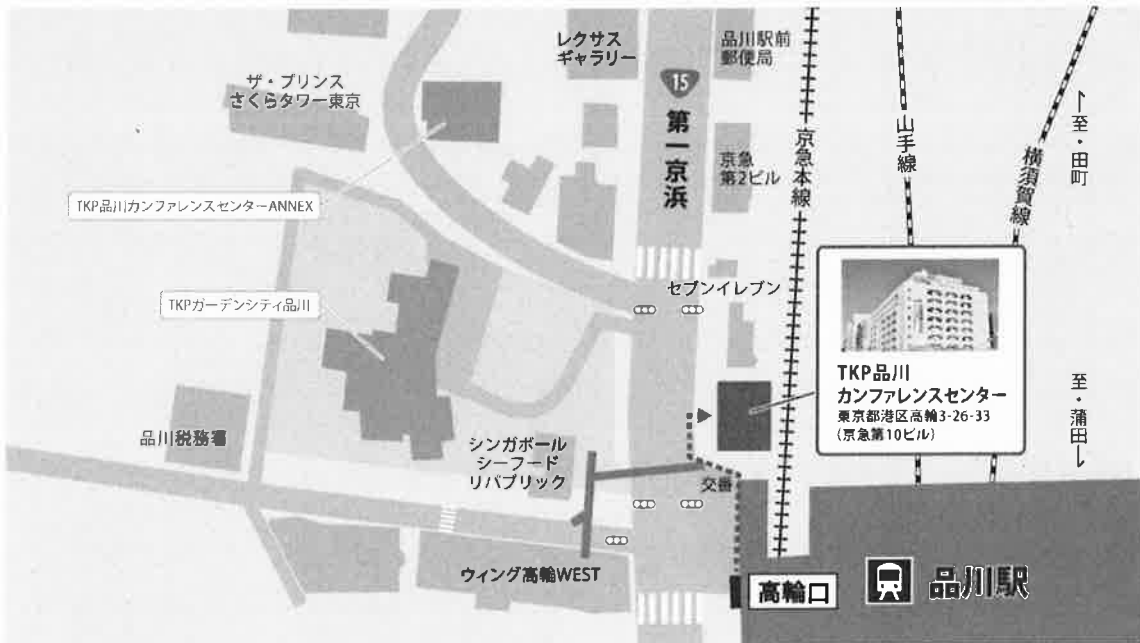 レクサス
ギャラリー
品川駅前
郵便局
15
第一京浜
ザ・プリンス
さくらタワー東京
京急
第2ビル
京急本線
山手線
横須賀線
至・田町
TKP品川カンファレンスセンターANNEX
TKPガーデンシティ品川
セブンイレブン
TKP品川
カンファレンスセンター
東京都港区高輪3-26-33
(京急第10ビル)
至・蒲田
品川税務署
シンガポール
シーフード
リパブリック
交番
ウィング高輪WEST
高輪口
品川駅